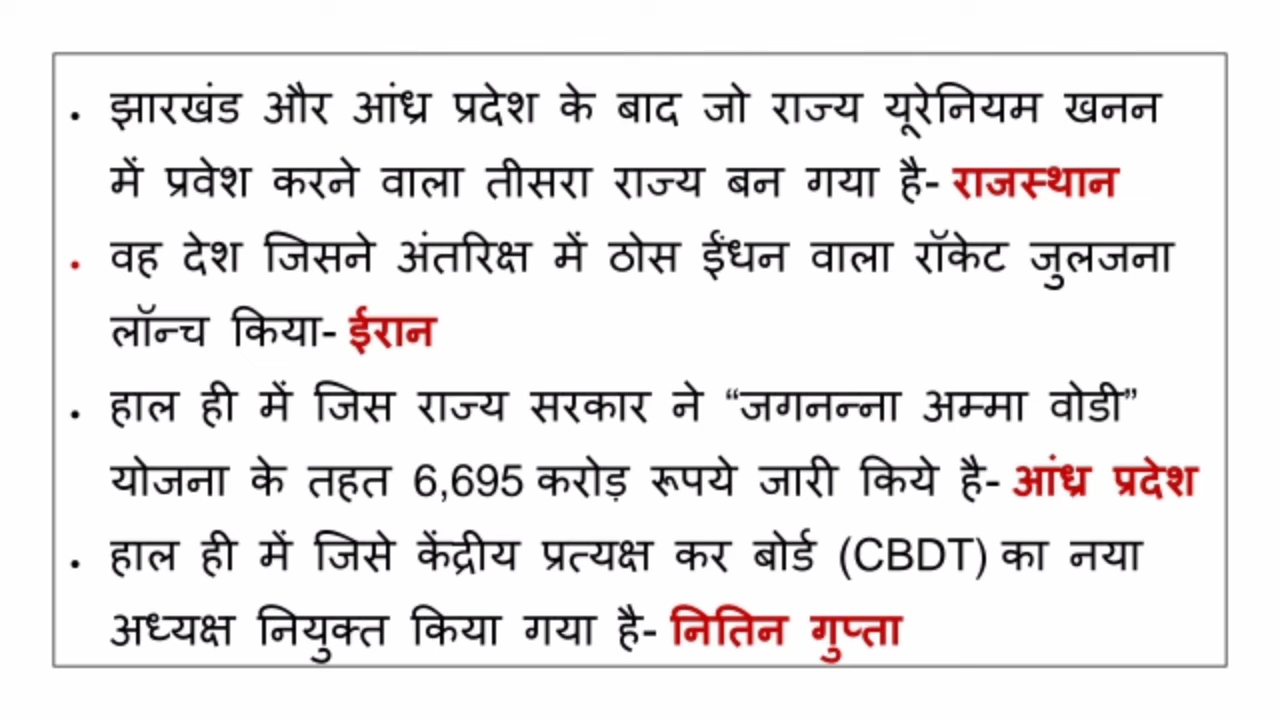 . झारखंड और आंध्र प्रदेश के बाद जो राज्य यूरेनियम खनन
में प्रवेश करने वाला तीसरा राज्य बन गया है- राजस्थान
. वह देश जिसने अंतरिक्ष में ठोस ईंधन वाला रॉकेट जुलजना
लॉन्च किया- ईरान
. हाल ही में जिस राज्य सरकार ने “जगनन्ना अम्मा वोडी”
योजना के तहत 6,695 करोड़ रूपये जारी किये है- आंध्र प्रदेश
. हाल ही में जिसे केंद्रीय प्रत्यक्ष कर बोर्ड (CBDT) का नया
अध्यक्ष नियुक्त किया गया है- नितिन गुप्ता